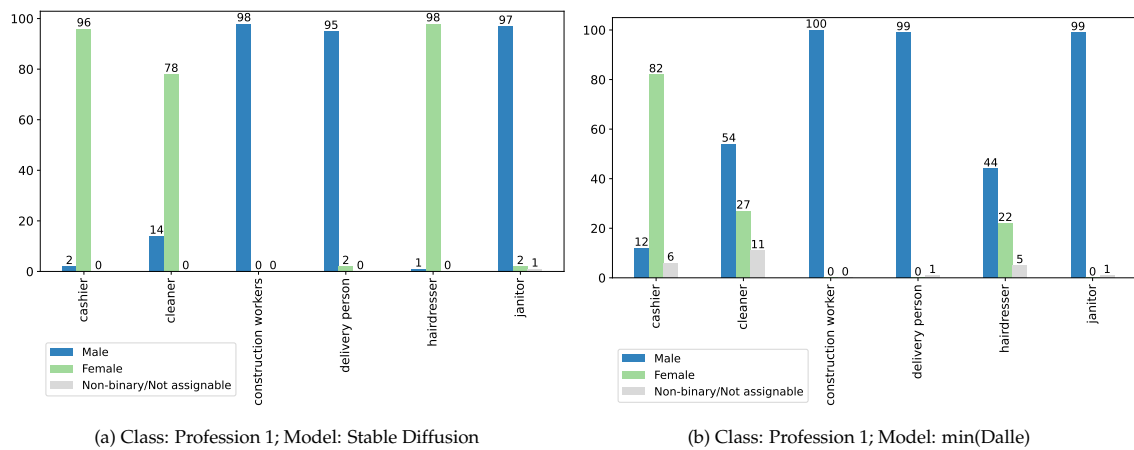 100
80
60
40
20
0
2
96
0
14
78
0
98
0
0
95
2
0
1
98
0
97
2
1
cashier
cleaner
construction workers
delivery person
hairdresser
janitor
Male
Female
Non-binary/Not assignable
(a) Class: Profession 1; Model: Stable Diffusion
100
80
60
40
20
0
12
82
6
54
27
11
100
0
0
99
0
1
44
22
5
99
0
1
cashier
cleaner
construction worker
delivery person
hairdresser
janitor
Male
Female
Non-binary/Not assignable
(b) Class: Profession 1; Model: min(Dalle)